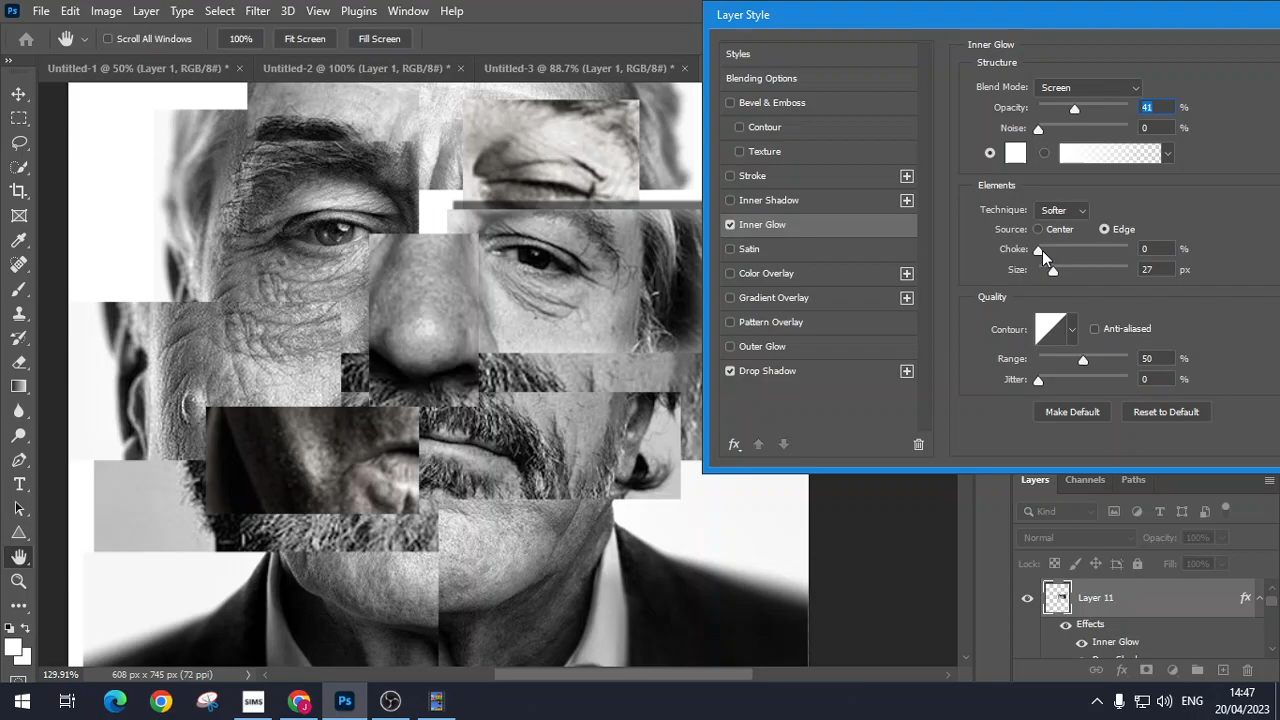 Ps File Edit Image Layer Type Select Filter 3D View Plugins Window Help
Layer Style
Scroll All Windows 100% Fit Screen Fill Screen
Untitled-1 @ 50% (Layer 1, RGB/8#) * × Untitled-2 @ 100% (Layer 1, RGB/8#) * × Untitled-3 @ 88.7% (Layer 1, RGB/8#) * ×
Styles
Blending Options
Bevel & Emboss
Contour
Texture
Stroke
Inner Shadow
Inner Glow
Satin
Color Overlay
Gradient Overlay
Pattern Overlay
Outer Glow
Drop Shadow
fx
Inner Glow
Structure
Blend Mode: Screen
Opacity: 41 %
Noise: 0 %
Elements
Technique: Softer
Source: Center Edge
Choke: 0 %
Size: 27 px
Quality
Contour: Anti-aliased
Range: 50 %
Jitter: 0 %
Make Default Reset to Default
Layers Channels Paths
Kind
Normal Opacity: 100%
Lock: Fill: 100%
Layer 11 fx
Effects
Inner Glow
129.91% 608 px x 745 px (72 ppi)
SIMS Ps ENG
14:47
20/04/2023